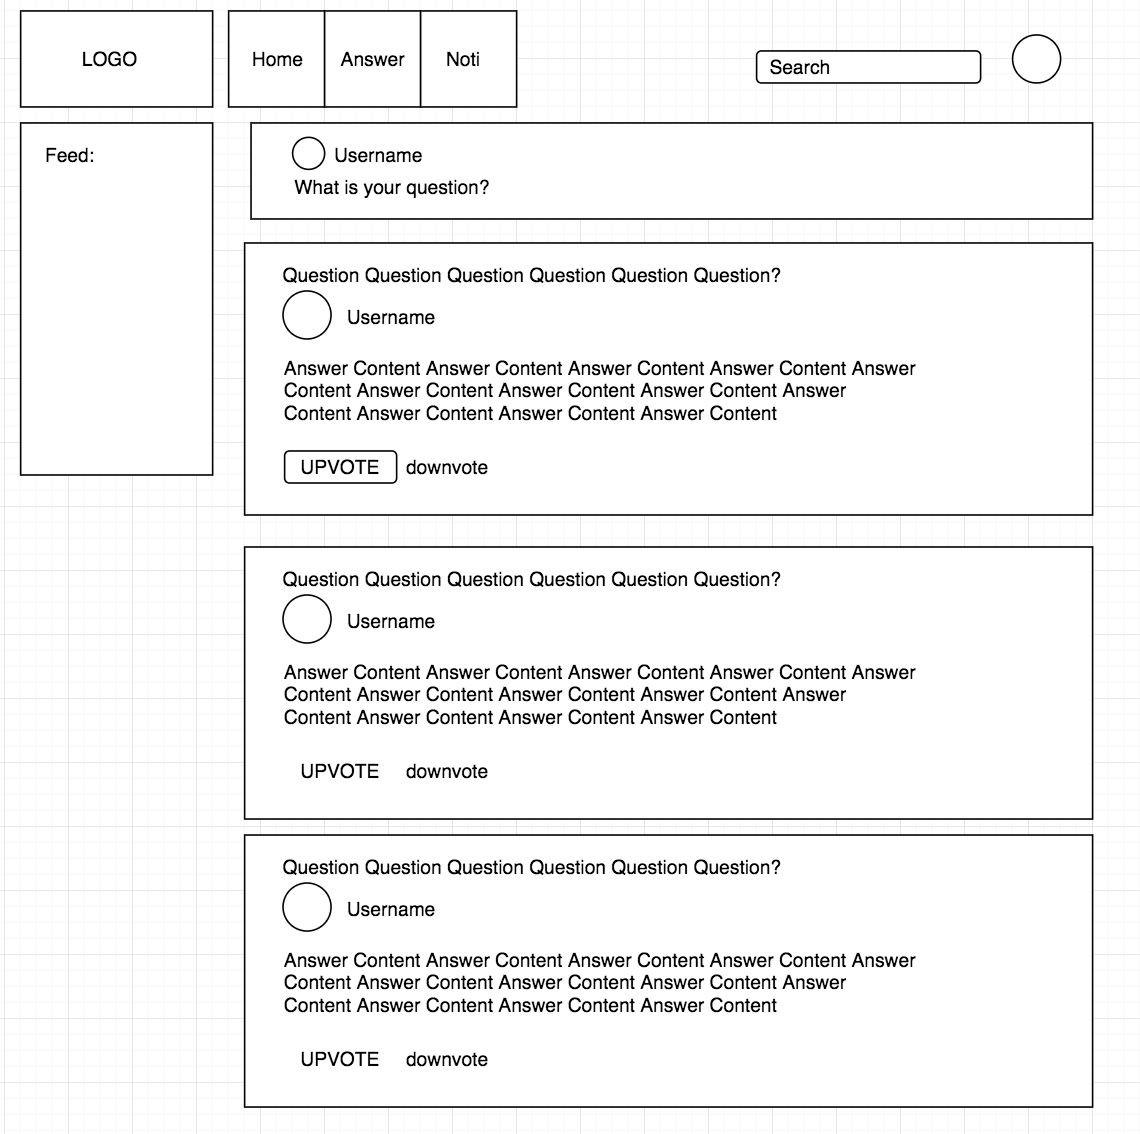 LOGO
Home
Answer
Noti
Search
Feed:
Username
What is your question?
Question Question Question Question Question Question?
Username
Answer Content Answer Content Answer Content Answer Content Answer
Content Answer Content Answer Content Answer Content Answer
Content Answer Content Answer Content Answer Content
UPVOTE downvote
Question Question Question Question Question Question?
Username
Answer Content Answer Content Answer Content Answer Content Answer
Content Answer Content Answer Content Answer Content Answer
Content Answer Content Answer Content Answer Content
UPVOTE downvote
Question Question Question Question Question Question?
Username
Answer Content Answer Content Answer Content Answer Content Answer
Content Answer Content Answer Content Answer Content Answer
Content Answer Content Answer Content Answer Content
UPVOTE downvote